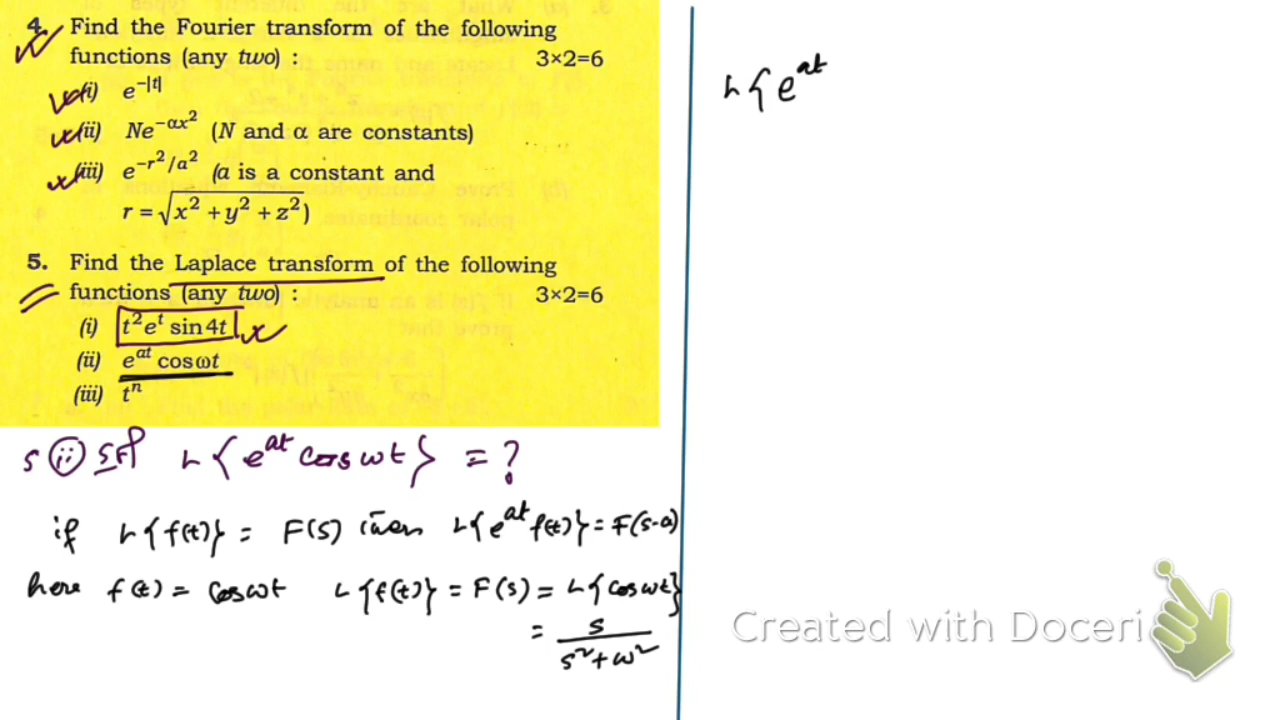 4. Find the Fourier transform of the following
functions (any two) : 3×2=6
(i) e^{-|t|}
(ii) Ne^{-αx²} (N and α are constants)
(iii) e^{-r²/a²} (a is a constant and
r = √(x² + y² + z²))
5. Find the Laplace transform of the following
functions (any two) : 3×2=6
(i) t²e^t sin 4t
(ii) e^{at} cos ωt
(iii) t^n
5 (ii) L{e^{at} cos ωt} = ?
if L{f(t)} = F(s) then L{e^{at} f(t)} = F(s-a)
here f(t) = cos ωt L{f(t)} = F(s) = L{cos ωt}
= s / (s² + ω²)
L{e^{at}
Created with Doceri